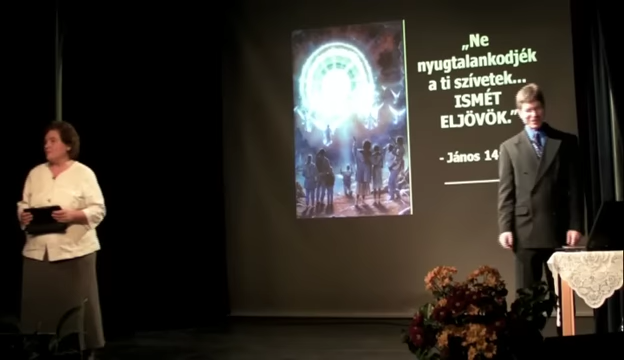 „Ne
nyugtalankodjék
a ti szívetek...
ISMÉT
ELJÖVÖK.”
- János 14